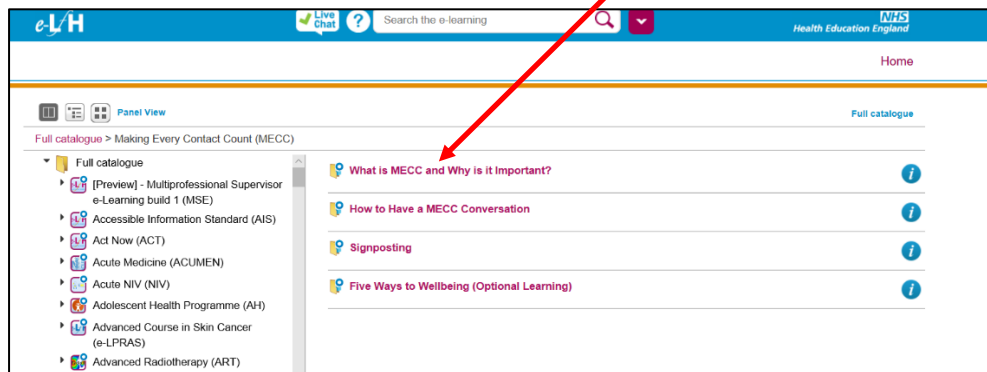 e-LfH
Live Chat
?
Search the e-learning
NHS
Health Education England
Home
Panel View
Full catalogue
Full catalogue > Making Every Contact Count (MECC)
Full catalogue
[Preview] - Multiprofessional Supervisor
e-Learning build 1 (MSE)
Accessible Information Standard (AIS)
Act Now (ACT)
Acute Medicine (ACUMEN)
Acute NIV (NIV)
Adolescent Health Programme (AH)
Advanced Course in Skin Cancer
(e-LPRAS)
Advanced Radiotherapy (ART)
What is MECC and Why is it Important?
i
How to Have a MECC Conversation
i
Signposting
i
Five Ways to Wellbeing (Optional Learning)
i